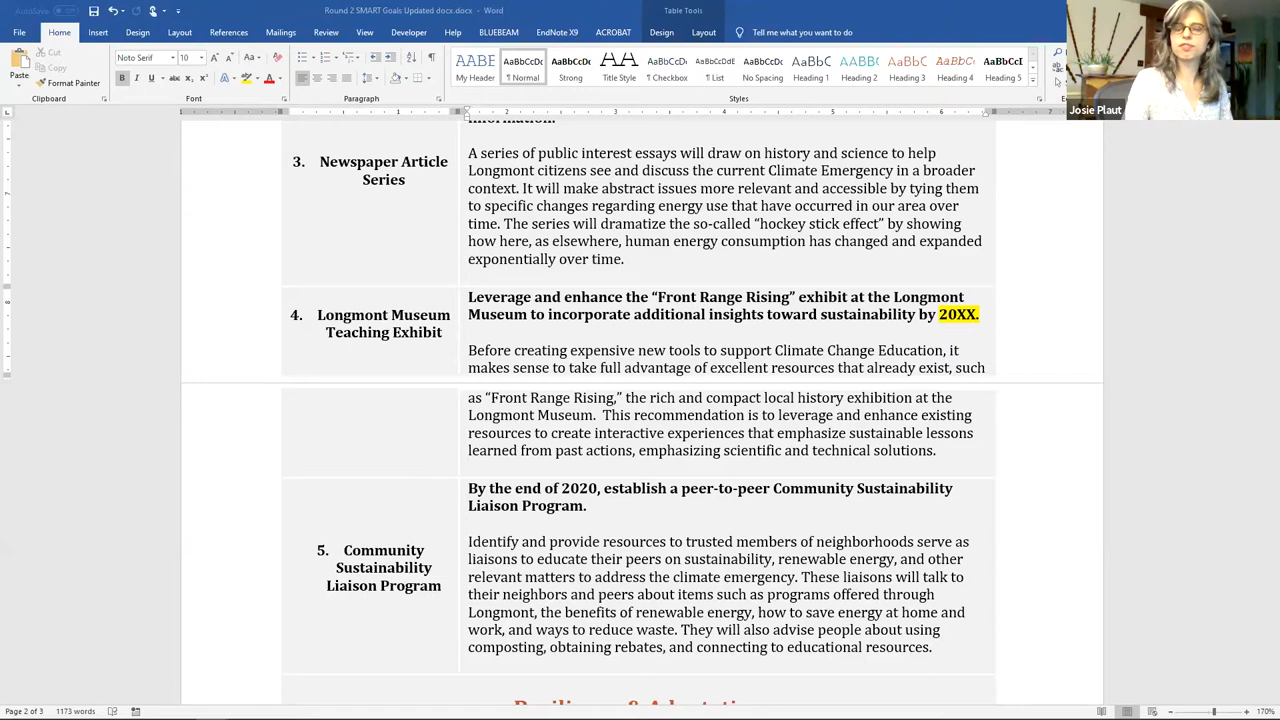 AutoSave Off
Round 2 SMART Goals Updated docx.docx - Word
Table Tools
File Home Insert Draw Design Layout References Mailings Review View Developer Help BLUEBEAM EndNote X9 ACROBAT Design Layout Tell me what you want to do
Paste
Cut
Copy
Format Painter
Noto Serif 10
AaBbCcDc
My Header
¶ Normal
Strong
Title Style
¶ Checkbox
¶ List
No Spacing
Heading 1
Heading 2
Heading 3
Heading 4
Heading 5
Clipboard
Font
Paragraph
Styles
Josie Plaut
information.
3. Newspaper Article
Series
A series of public interest essays will draw on history and science to help
Longmont citizens see and discuss the current Climate Emergency in a broader
context. It will make abstract issues more relevant and accessible by tying them
to specific changes regarding energy use that have occurred in our area over
time. The series will dramatize the so-called “hockey stick effect” by showing
how here, as elsewhere, human energy consumption has changed and expanded
exponentially over time.
4. Longmont Museum
Teaching Exhibit
Leverage and enhance the “Front Range Rising” exhibit at the Longmont
Museum to incorporate additional insights toward sustainability by 20XX.
Before creating expensive new tools to support Climate Change Education, it
makes sense to take full advantage of excellent resources that already exist, such
as “Front Range Rising,” the rich and compact local history exhibition at the
Longmont Museum. This recommendation is to leverage and enhance existing
resources to create interactive experiences that emphasize sustainable lessons
learned from past actions, emphasizing scientific and technical solutions.
5. Community
Sustainability
Liaison Program
By the end of 2020, establish a peer-to-peer Community Sustainability
Liaison Program.
Identify and provide resources to trusted members of neighborhoods serve as
liaisons to educate their peers on sustainability, renewable energy, and other
relevant matters to address the climate emergency. These liaisons will talk to
their neighbors and peers about items such as programs offered through
Longmont, the benefits of renewable energy, how to save energy at home and
work, and ways to reduce waste. They will also advise people about using
composting, obtaining rebates, and connecting to educational resources.
Page 2 of 3 1173 words
170%